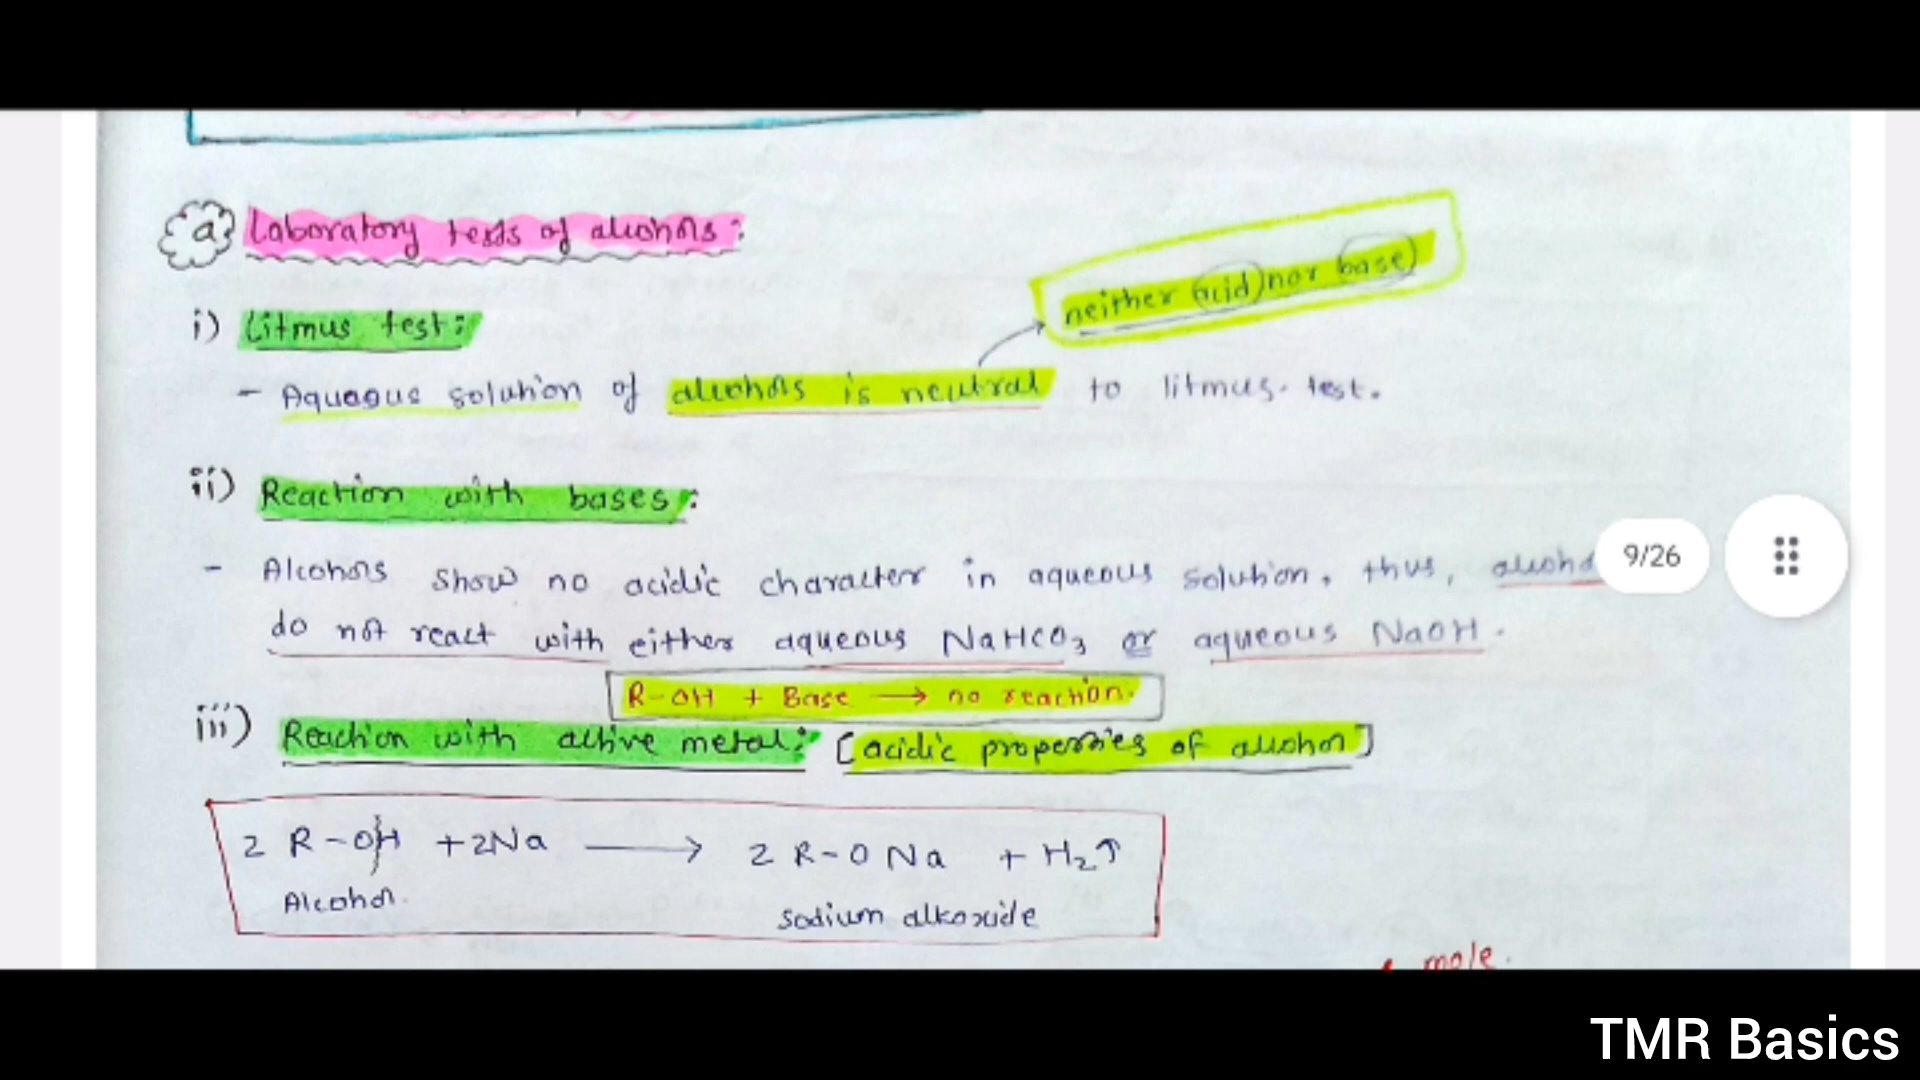 a) Laboratory tests of alcohols:
neither acid nor base
i) Litmus test:
- Aqueous solution of alcohols is neutral to litmus test.
ii) Reaction with bases:
- Alcohols show no acidic character in aqueous solution, thus, alcoho
9/26
do not react with either aqueous NaHCO₃ or aqueous NaOH.
R-OH + Base → no reaction.
iii) Reaction with active metal: [acidic properties of alcohol]
2 R-OH + 2Na → 2 R-O Na + H₂↑
Alcohol. Sodium alkoxide
mole.
TMR Basics